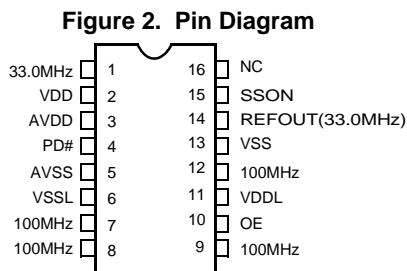 Figure 2. Pin Diagram
33.0MHz 1 16 NC
VDD 2 15 SSON
AVDD 3 14 REFOUT(33.0MHz)
PD# 4 13 VSS
AVSS 5 12 100MHz
VSSL 6 11 VDDL
100MHz 7 10 OE
100MHz 8 9 100MHz